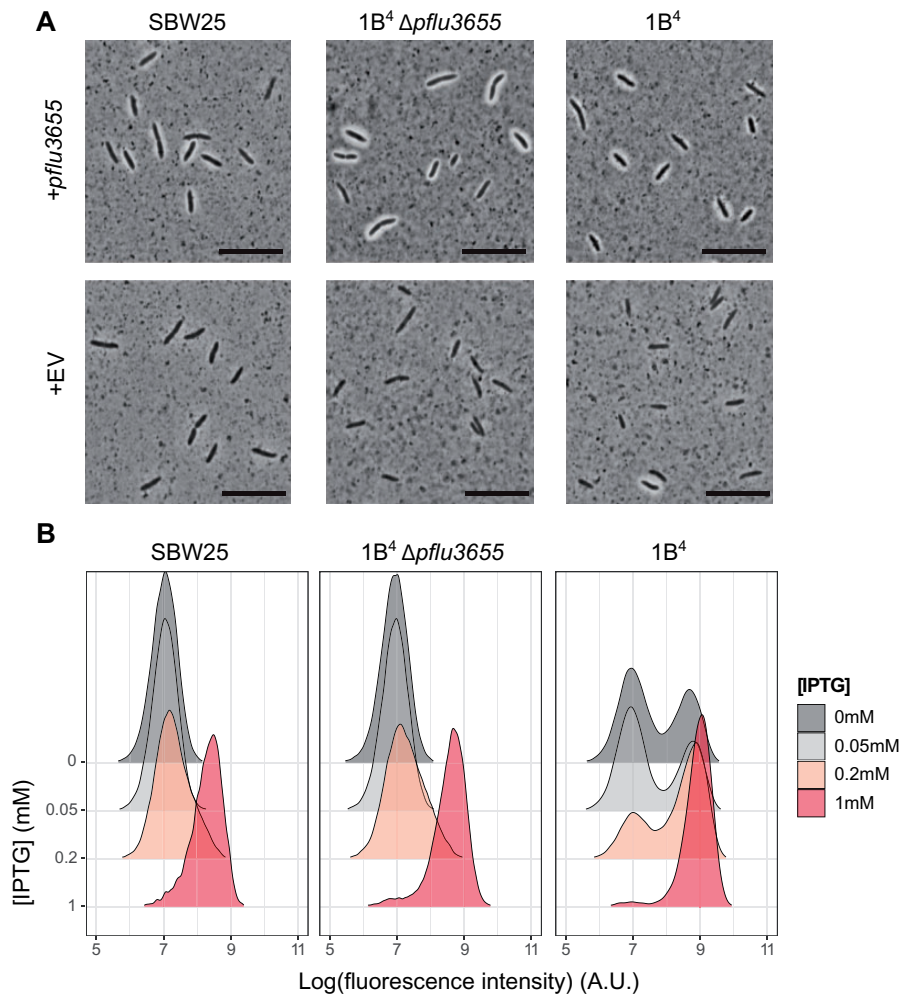 A
SBW25
1B⁴ Δpflu3655
1B⁴
+pflu3655
+EV
B
SBW25
1B⁴ Δpflu3655
1B⁴
[IPTG] (mM)
0
0.05
0.2
1
5 7 9 11
5 7 9 11
5 7 9 11
Log(fluorescence intensity) (A.U.)
[IPTG]
0mM
0.05mM
0.2mM
1mM